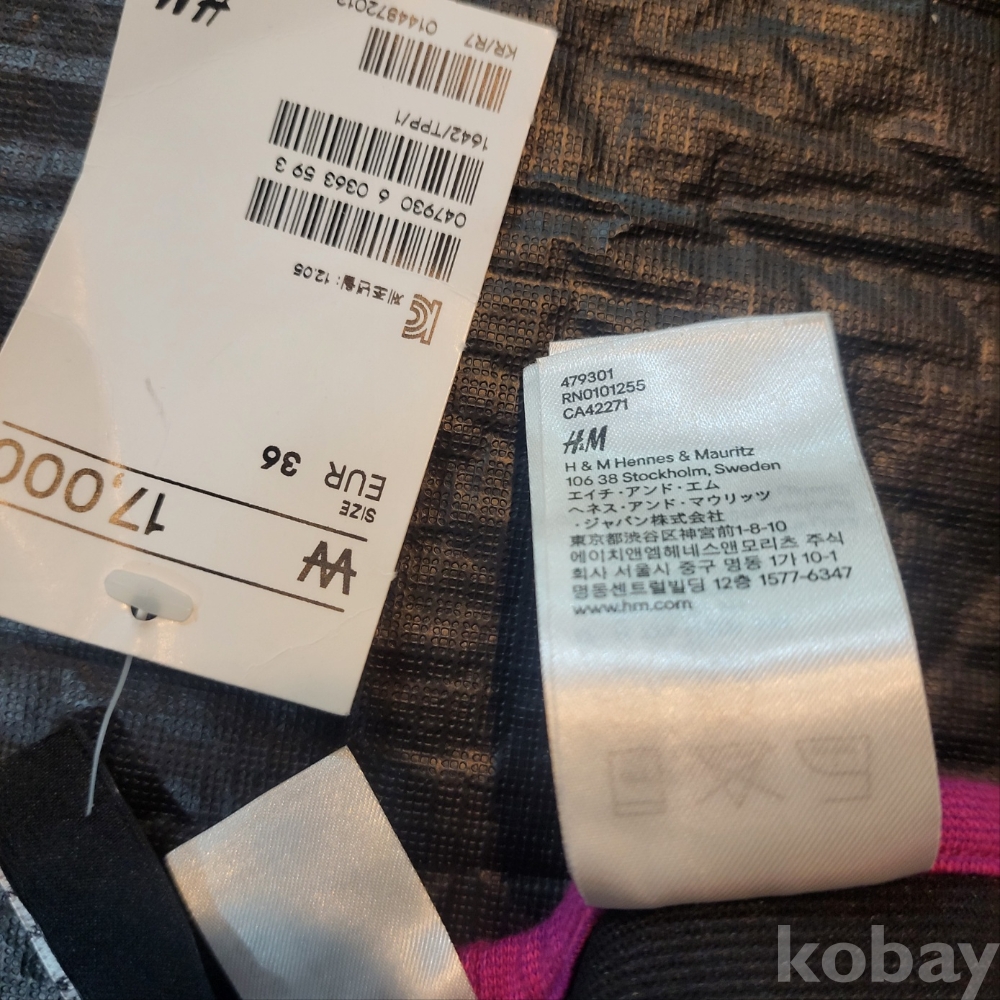 H&M
KR/R7 0144872012
1642/TPP/1
047930 6 0363 59 3
제조년월: 12.05
KC
SIZE
EUR 36
₩ 17,000
479301
RN0101255
CA42271
H&M
H & M Hennes & Mauritz
106 38 Stockholm, Sweden
エイチ・アンド・エム
ヘネス・アンド・マウリッツ
・ジャパン株式会社
東京都渋谷区神宮前1-8-10
에이치앤엠헤네스앤모리츠 주식
회사 서울시 중구 명동 1가 10-1
명동센트럴빌딩 12층 1577-6347
www.hm.com
kobay